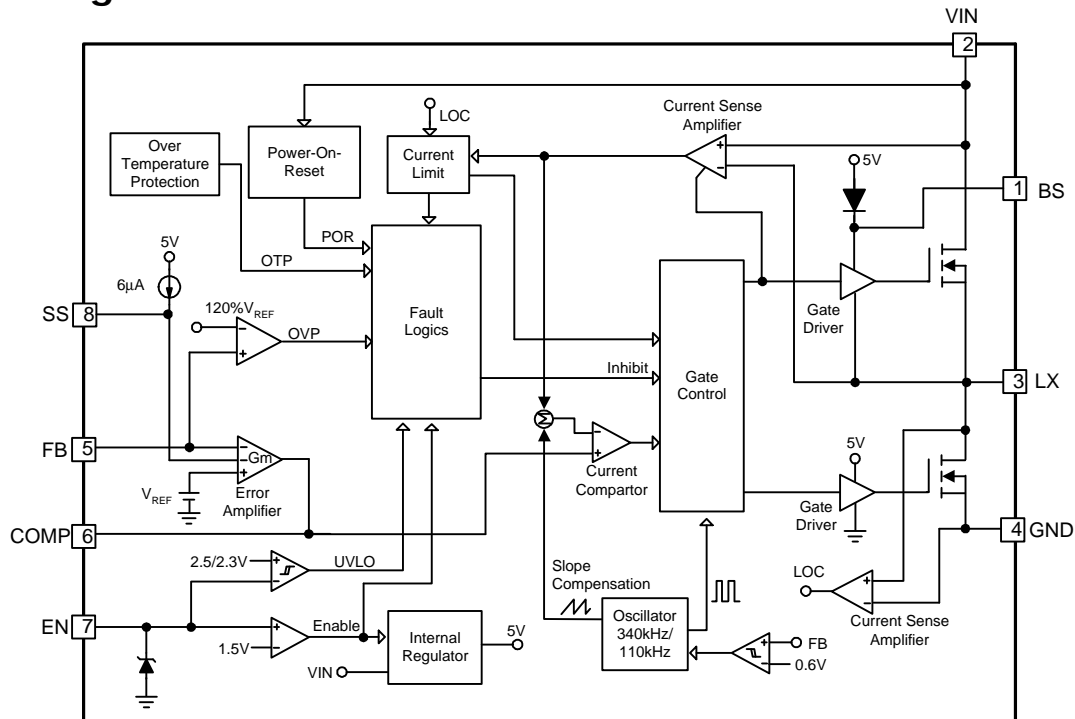 VIN
2
LOC
Current Sense
Amplifier
Over
Temperature
Protection
Power-On-
Reset
Current
Limit
+
−
5V
1
BS
POR
OTP
5V
6μA
SS
8
120%VREF
−
+
OVP
Fault
Logics
Gate
Driver
Inhibit
Gate
Control
3
LX
Σ
−
+
Current
Compartor
FB
5
−
−
+
Gm
VREF
Error
Amplifier
5V
Gate
Driver
COMP
6
4
GND
2.5/2.3V
+
−
UVLO
Slope
Compensation
LOC
+
−
Current Sense
Amplifier
EN
7
+
−
1.5V
Enable
Internal
Regulator
5V
VIN
Oscillator
340kHz/
110kHz
+
−
FB
0.6V